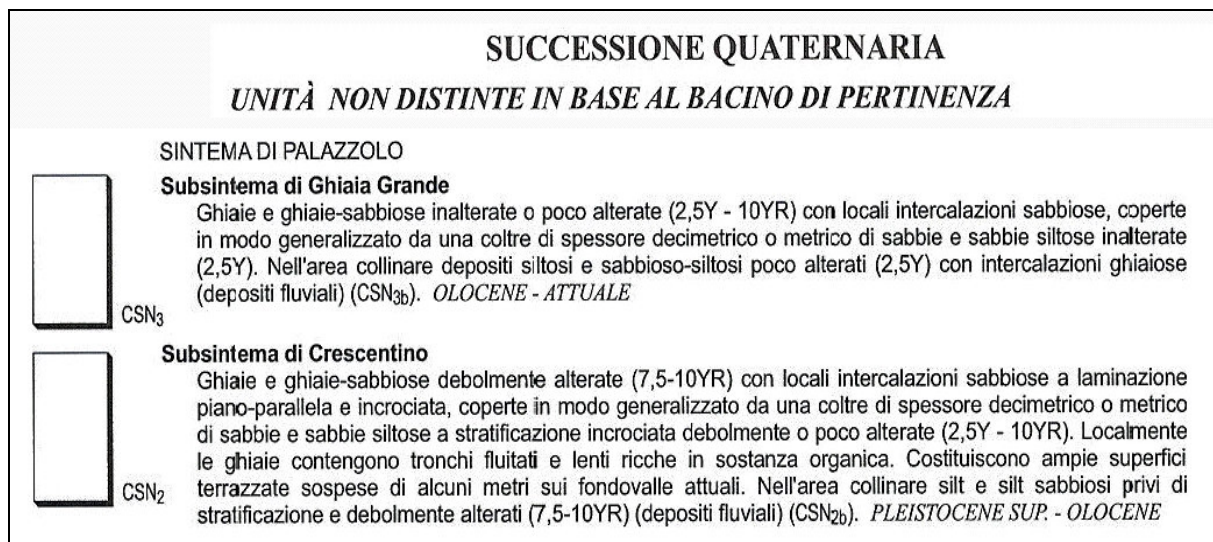 SUCCESSIONE QUATERNARIA
UNITÀ NON DISTINTE IN BASE AL BACINO DI PERTINENZA
SINTEMA DI PALAZZOLO
Subsintema di Ghiaia Grande
Ghiaie e ghiaie-sabbiose inalterate o poco alterate (2,5Y - 10YR) con locali intercalazioni sabbiose, coperte
in modo generalizzato da una coltre di spessore decimetrico o metrico di sabbie e sabbie siltose inalterate
(2,5Y). Nell'area collinare depositi siltosi e sabbioso-siltosi poco alterati (2,5Y) con intercalazioni ghiaiose
(depositi fluviali) (CSN3b). OLOCENE - ATTUALE
CSN3
Subsintema di Crescentino
Ghiaie e ghiaie-sabbiose debolmente alterate (7,5-10YR) con locali intercalazioni sabbiose a laminazione
piano-parallela e incrociata, coperte in modo generalizzato da una coltre di spessore decimetrico o metrico
di sabbie e sabbie siltose a stratificazione incrociata debolmente o poco alterate (2,5Y - 10YR). Localmente
le ghiaie contengono tronchi fluitati e lenti ricche in sostanza organica. Costituiscono ampie superfici
terrazzate sospese di alcuni metri sui fondovalle attuali. Nell'area collinare silt e silt sabbiosi privi di
stratificazione e debolmente alterati (7,5-10YR) (depositi fluviali) (CSN2b). PLEISTOCENE SUP. - OLOCENE
CSN2